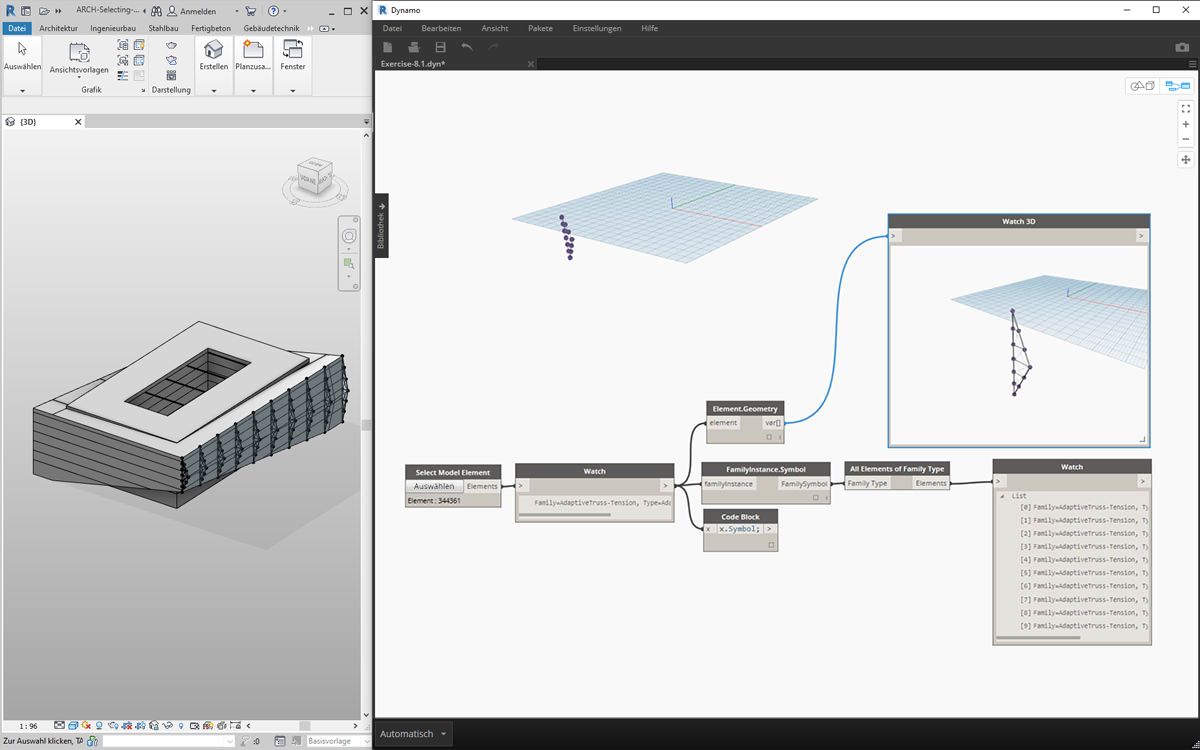 ARCH-Selecting-...
Anmelden
Datei Architektur Ingenieurbau Stahlbau Fertigbeton Gebäudetechnik
Auswählen
Ansichtsvorlagen
Erstellen
Planzusa...
Fenster
Grafik
Darstellung
{3D}
VORNE
1 : 96
Zur Auswahl klicken, TA
:0
Basisvorlage
Dynamo
Datei Bearbeiten Ansicht Pakete Einstellungen Hilfe
Exercise-8.1.dyn*
Bibliothek
Watch 3D
> >
Element.Geometry
element var[]
Select Model Element
Auswählen Elements
Element : 344361
Watch
> >
Family=AdaptiveTruss-Tension, Type=Ada
FamilyInstance.Symbol
familyInstance FamilySymbol
Code Block
x x.Symbol; >
All Elements of Family Type
Family Type Elements
Watch
> >
List
[0] Family=AdaptiveTruss-Tension, Ty
[1] Family=AdaptiveTruss-Tension, Ty
[2] Family=AdaptiveTruss-Tension, Ty
[3] Family=AdaptiveTruss-Tension, Ty
[4] Family=AdaptiveTruss-Tension, Ty
[5] Family=AdaptiveTruss-Tension, Ty
[6] Family=AdaptiveTruss-Tension, Ty
[7] Family=AdaptiveTruss-Tension, Ty
[8] Family=AdaptiveTruss-Tension, Ty
[9] Family=AdaptiveTruss-Tension, Ty
Automatisch